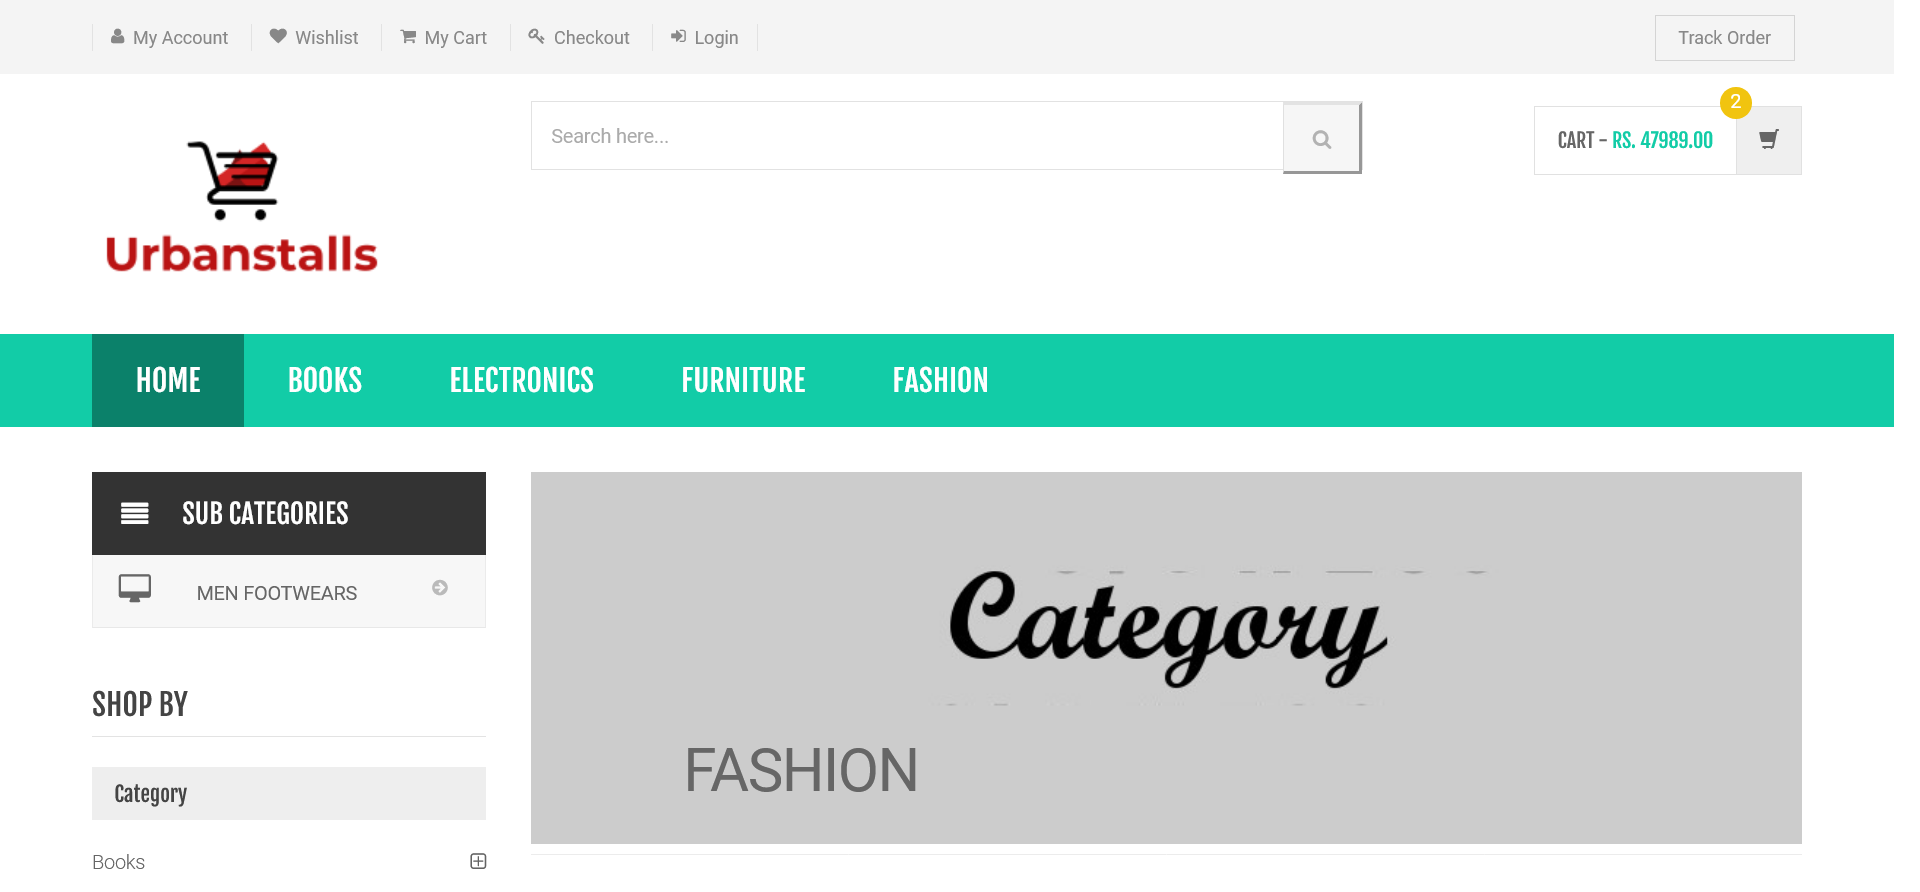 My Account Wishlist My Cart Checkout Login Track Order
Search here...
2
CART - RS. 47989.00
Urbanstalls
HOME BOOKS ELECTRONICS FURNITURE FASHION
SUB CATEGORIES
MEN FOOTWEARS
SHOP BY
Category
Books
Category
FASHION